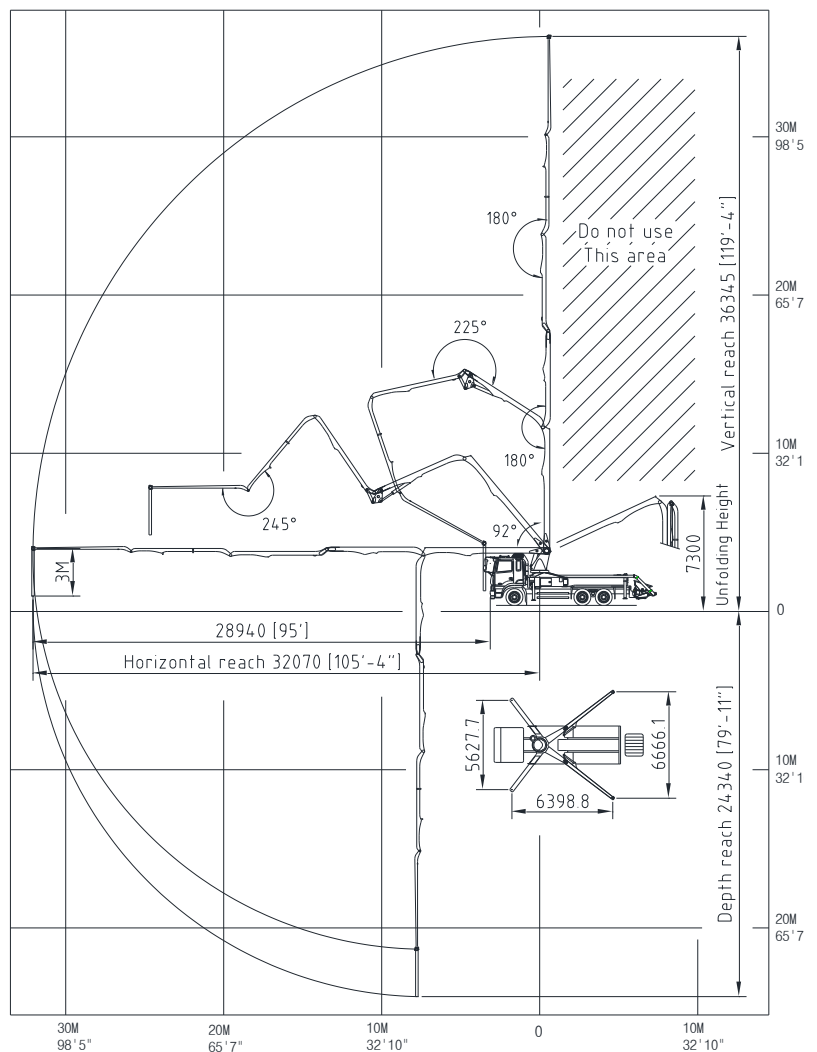 30M
98'5
180°
Do not use
This area
Vertical reach 36345 [119'-4"]
20M
65'7
225°
10M
32'1
180°
245°
92°
7300
Unfolding Height
3M
0
28940 [95']
Horizontal reach 32070 [105'-4"]
5627.7
6666.1
6398.8
10M
32'1
Depth reach 24340 [79'-11"]
20M
65'7
30M
98'5"
20M
65'7"
10M
32'10"
0
10M
32'10"